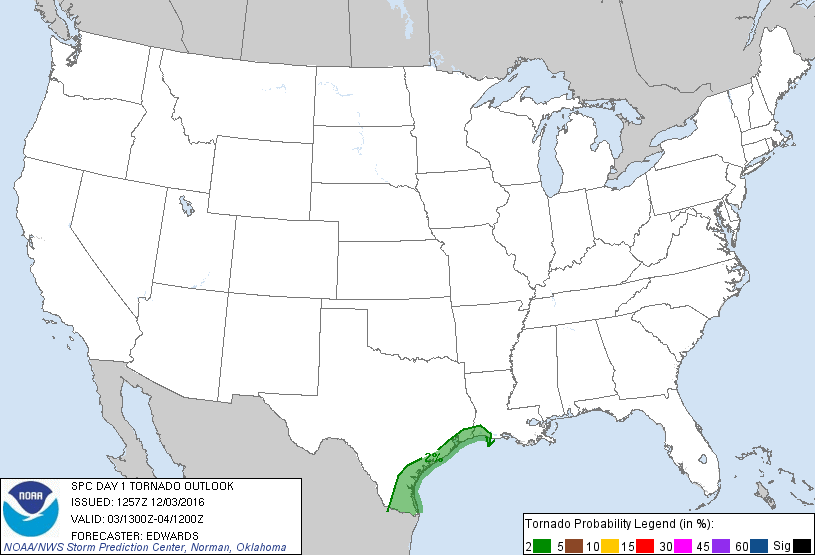 2%
SPC DAY 1 TORNADO OUTLOOK
ISSUED: 1257Z 12/03/2016
VALID: 03/1300Z-04/1200Z
FORECASTER: EDWARDS
NOAA/NWS Storm Prediction Center, Norman, Oklahoma
NOAA
Tornado Probability Legend (in %):
2 5 10 15 30 45 60 Sig